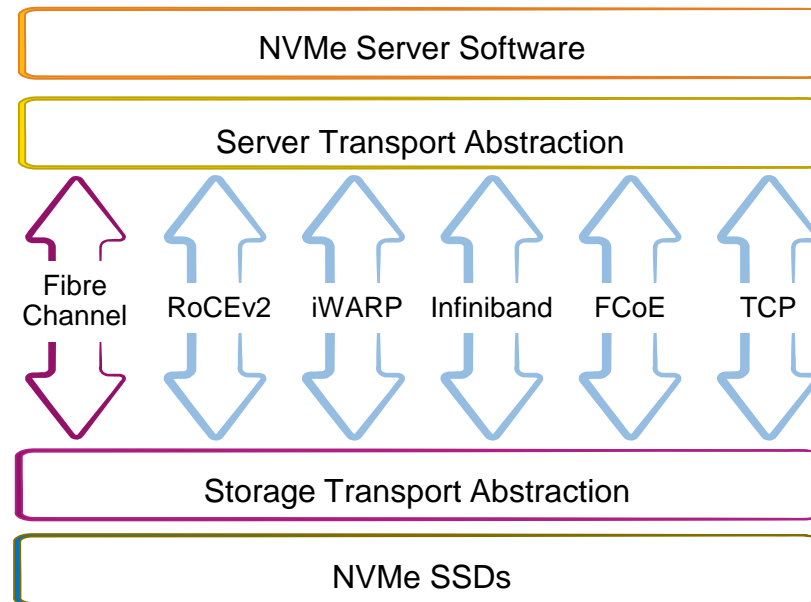 NVMe Server Software
Server Transport Abstraction
Fibre
Channel
RoCEv2
iWARP
Infiniband
FCoE
TCP
Storage Transport Abstraction
NVMe SSDs